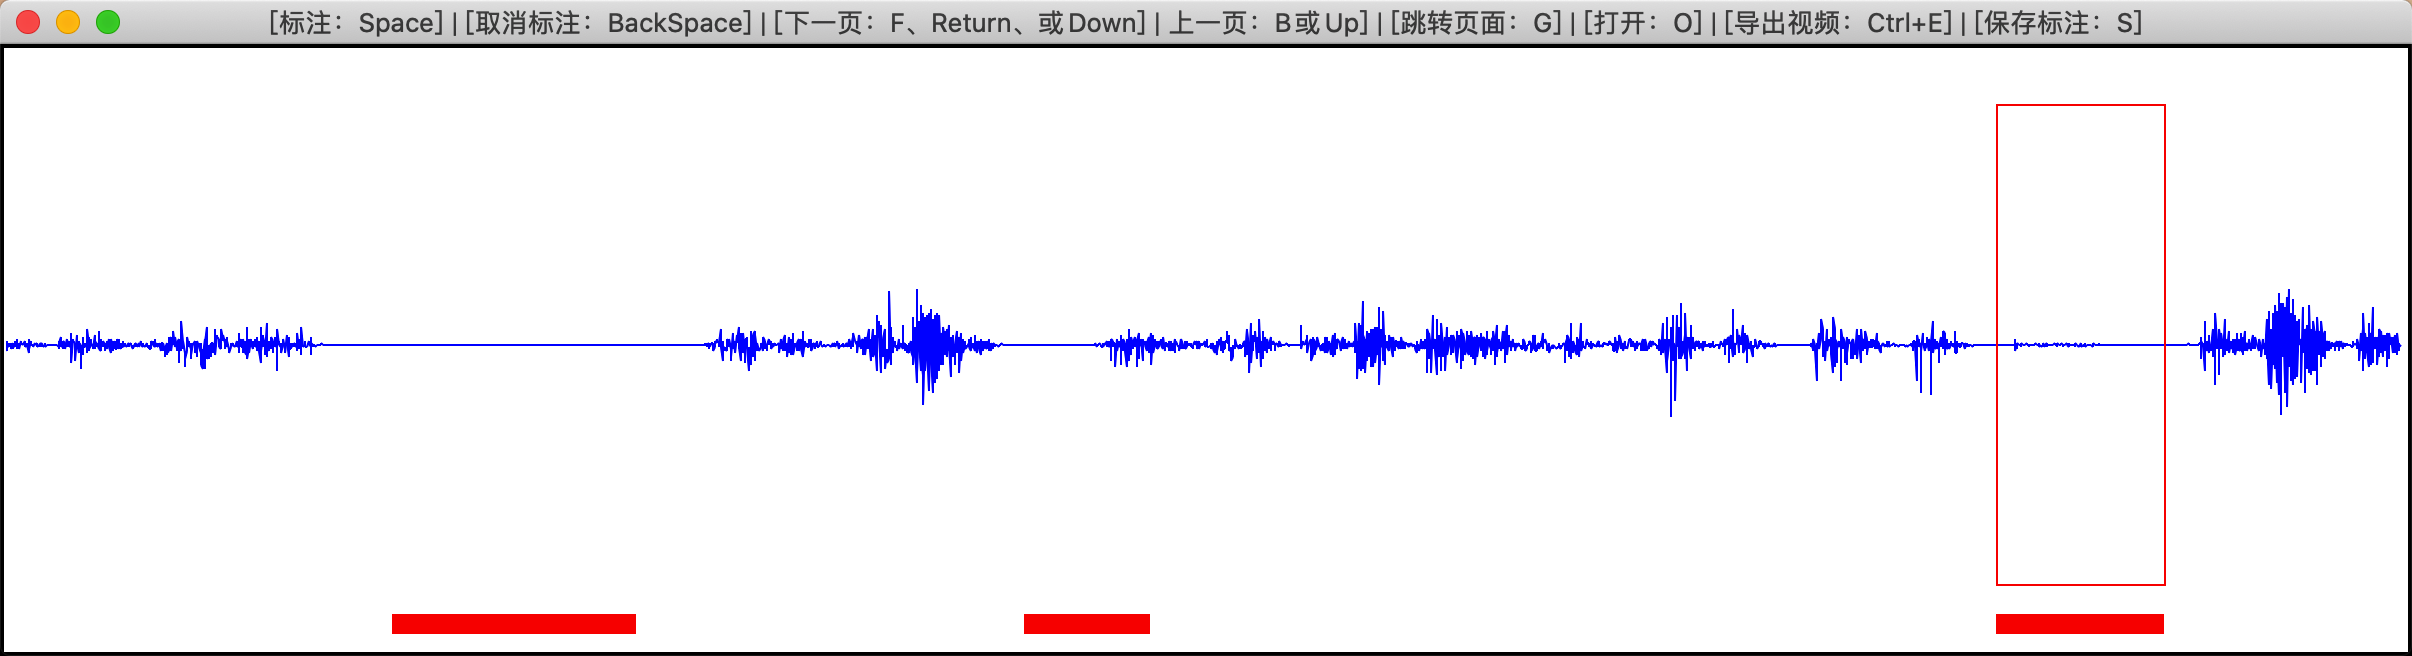 [标注：Space] | [取消标注：BackSpace] | [下一页：F、Return、或Down] | 上一页：B或Up] | [跳转页面：G] | [打开：O] | [导出视频：Ctrl+E] | [保存标注：S]